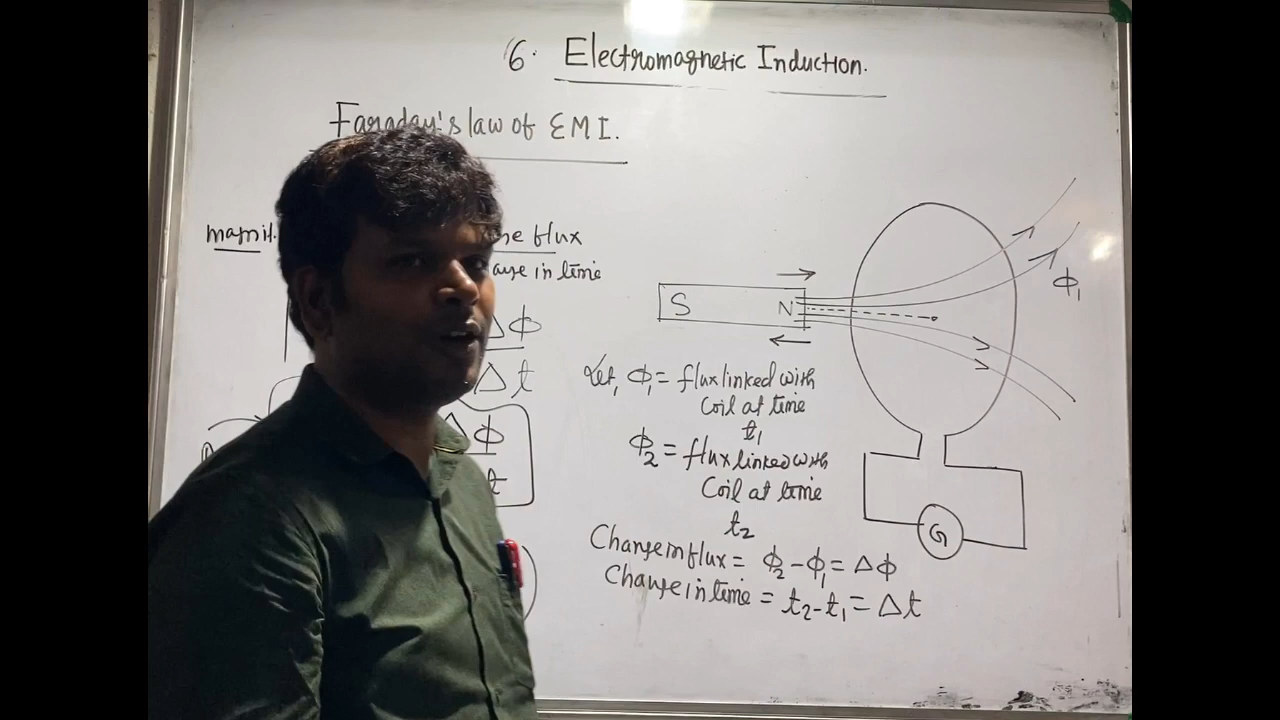 6. Electromagnetic Induction.
Faraday's law of EMI.
flux
in time
Δϕ
Δt
Δϕ
t
S N
ϕ₁
Let, ϕ₁ = flux linked with
Coil at time
t₁
ϕ₂ = flux linked with
Coil at time
t₂
G
Change in flux = ϕ₂ - ϕ₁ = Δϕ
Change in time = t₂ - t₁ = Δt